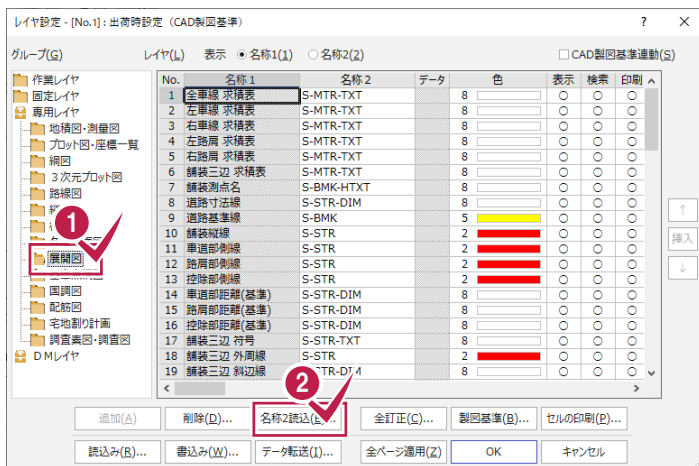 レイヤ設定 - [No.1] : 出荷時設定（CAD製図基準） ? ×
グループ(G) レイヤ(L) 表示 名称1(1) 名称2(2) CAD製図基準連動(S)
作業レイヤ
固定レイヤ
専用レイヤ
地積図・測量図
プロット図・座標一覧
網図
３次元プロット図
路線図
展開図
国調図
配筋図
宅地割り計画
調査素図・調査図
ＤＭレイヤ
No. 名称１ 名称２ データ 色 表示 検索 印刷
1 全車線 求積表 S-MTR-TXT 8 ○ ○ ○
2 左車線 求積表 S-MTR-TXT 8 ○ ○ ○
3 右車線 求積表 S-MTR-TXT 8 ○ ○ ○
4 左路肩 求積表 S-MTR-TXT 8 ○ ○ ○
5 右路肩 求積表 S-MTR-TXT 8 ○ ○ ○
6 舗装三辺 求積表 S-MTR-TXT 8 ○ ○ ○
7 舗装測点名 S-BMK-HTXT 8 ○ ○ ○
8 道路寸法線 S-STR-DIM 8 ○ ○ ○
9 道路基準線 S-BMK 5 ○ ○ ○
10 舗装縦線 S-STR 2 ○ ○ ○
11 車道部側線 S-STR 2 ○ ○ ○
12 路肩部側線 S-STR 2 ○ ○ ○
13 控除部側線 S-STR 2 ○ ○ ○
14 車道部距離(基準) S-STR-DIM 8 ○ ○ ○
15 路肩部距離(基準) S-STR-DIM 8 ○ ○ ○
16 控除部距離(基準) S-STR-DIM 8 ○ ○ ○
17 舗装三辺 符号 S-STR-TXT 8 ○ ○ ○
18 舗装三辺 外周線 S-STR 2 ○ ○ ○
19 舗装三辺 斜辺線 S-STR-DIM 8 ○ ○ ○
↑
挿入
↓
1
2
追加(A) 削除(D)... 名称2読込(E)... 全訂正(C)... 製図基準(B)... セルの印刷(P)...
読込み(R)... 書込み(W)... データ転送(I)... 全ページ適用(Z) OK キャンセル